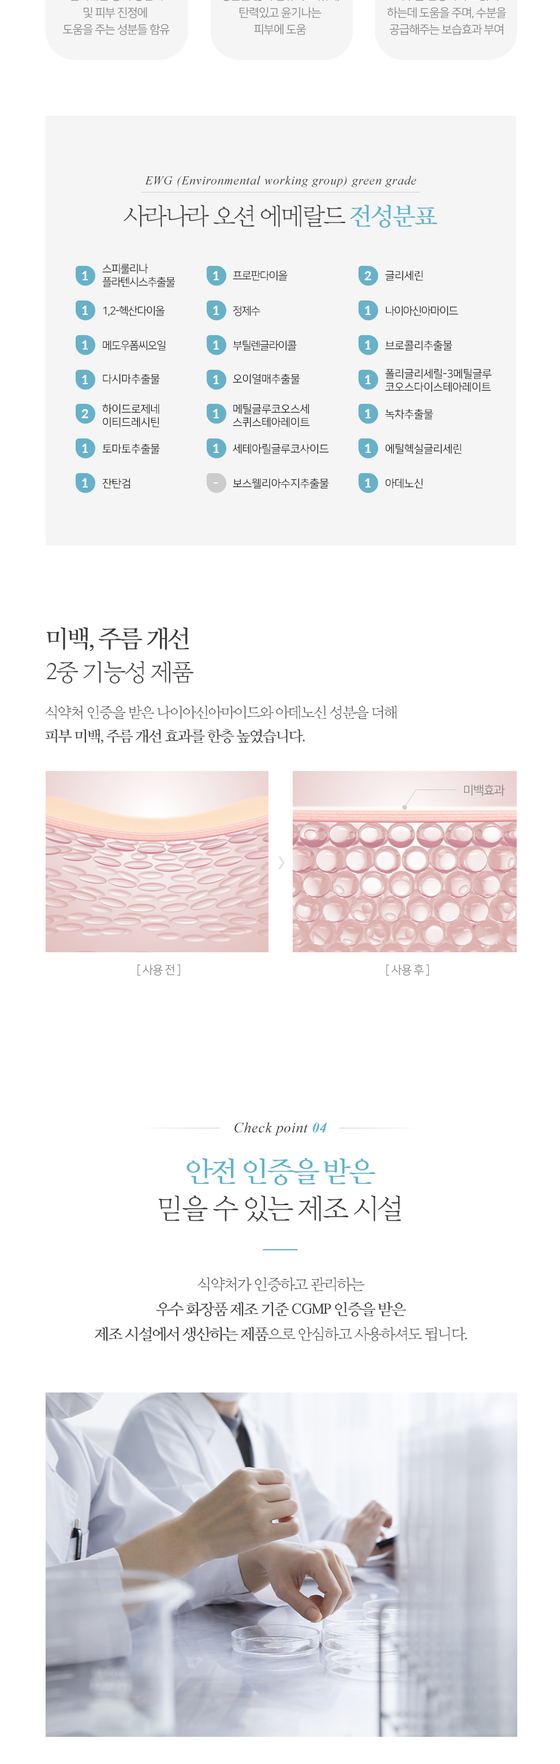 및 피부 진정에
도움을 주는 성분들 함유
탄력있고 윤기나는
피부에 도움
하는데 도움을 주며, 수분을
공급해주는 보습효과 부여
EWG (Environmental working group) green grade
사라나라 오션 에메랄드 전성분표
1 스피룰리나
플라텐시스추출물
1 프로판다이올
2 글리세린
1 1,2-헥산다이올
1 정제수
1 나이아신아마이드
1 메도우폼씨오일
1 부틸렌글라이콜
1 브로콜리추출물
1 다시마추출물
1 오이열매추출물
1 폴리글리세릴-3메틸글루
코오스다이스테아레이트
2 하이드로제네
이티드레시틴
1 메틸글루코오스세
스퀴스테아레이트
1 녹차추출물
1 토마토추출물
1 세테아릴글루코사이드
1 에틸헥실글리세린
1 잔탄검
- 보스웰리아수지추출물
1 아데노신
미백, 주름 개선
2중 기능성 제품
식약처 인증을 받은 나이아신아마이드와 아데노신 성분을 더해
피부 미백, 주름 개선 효과를 한층 높였습니다.
미백효과
[ 사용 전 ]
[ 사용 후 ]
Check point 04
안전 인증을 받은
믿을 수 있는 제조 시설
식약처가 인증하고 관리하는
우수 화장품 제조 기준 CGMP 인증을 받은
제조 시설에서 생산하는 제품으로 안심하고 사용하셔도 됩니다.